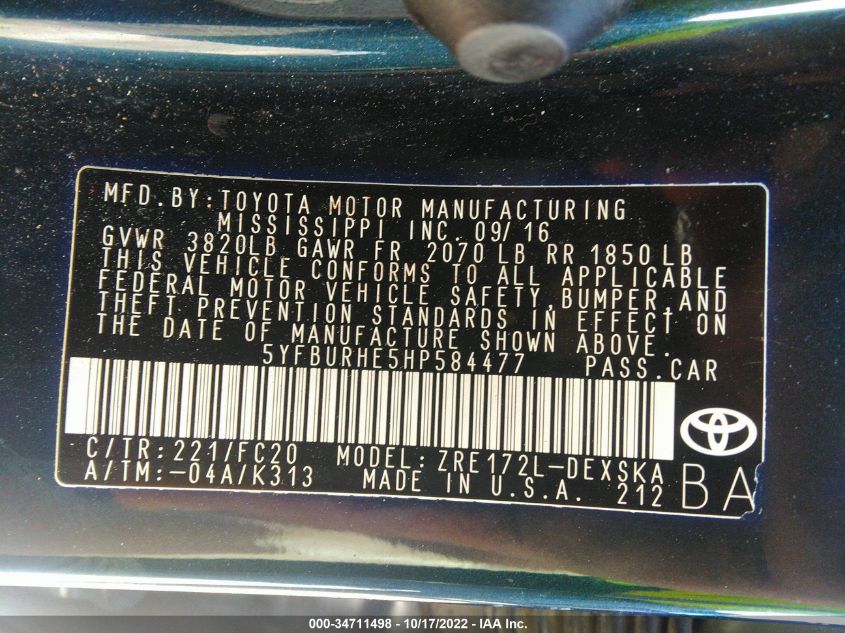 MFD.BY:TOYOTA MOTOR MANUFACTURING
MISSISSIPPI INC. 09/16
GVWR 3820LB GAWR FR 2070 LB RR 1850 LB
THIS VEHICLE CONFORMS TO ALL APPLICABLE
FEDERAL MOTOR VEHICLE SAFETY,BUMPER,AND
THEFT PREVENTION STANDARDS IN EFFECT ON
THE DATE OF MANUFACTURE SHOWN ABOVE.
5YFBURHE5HP584477 PASS.CAR
C/TR:221/FC20 MODEL:ZRE172L-DEXSKA
A/TM:-04A/K313 MADE IN U.S.A. 212
BA
000-34711498 - 10/17/2022 - IAA Inc.